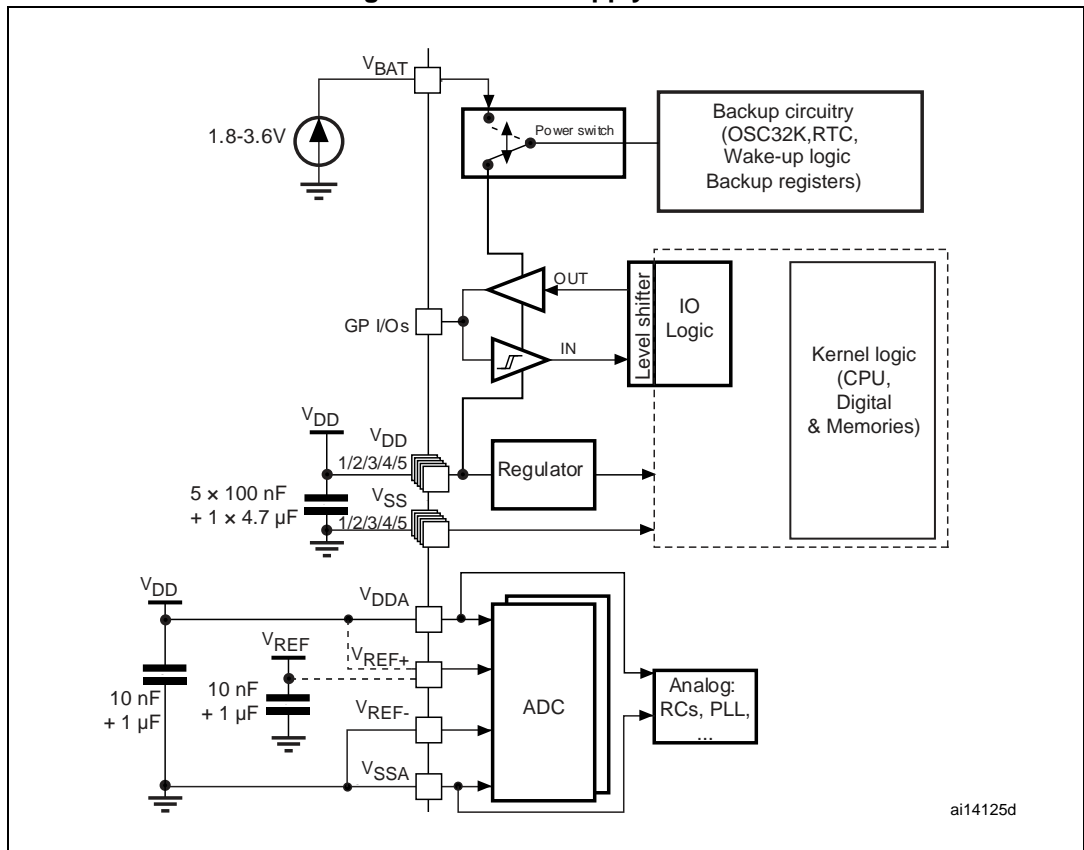 VBAT
1.8-3.6V
Power switch
Backup circuitry
(OSC32K,RTC,
Wake-up logic
Backup registers)
OUT
GP I/Os
IN
Level shifter
IO
Logic
Kernel logic
(CPU,
Digital
& Memories)
VDD
VDD
1/2/3/4/5
Regulator
5 × 100 nF
+ 1 × 4.7 µF
VSS
1/2/3/4/5
VDD
VDDA
VREF
VREF+
10 nF
+ 1 µF
10 nF
+ 1 µF
VREF-
ADC
Analog:
RCs, PLL,
...
VSSA
ai14125d